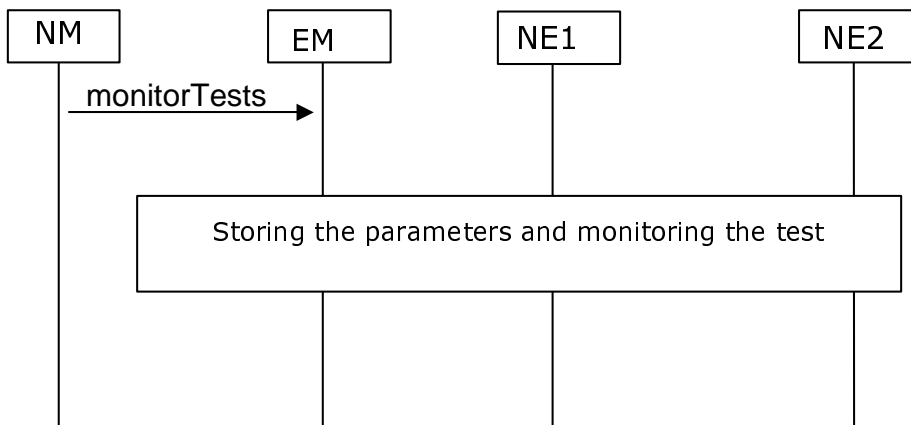 NM
EM
NE1
NE2
monitorTests
Storing the parameters and monitoring the test